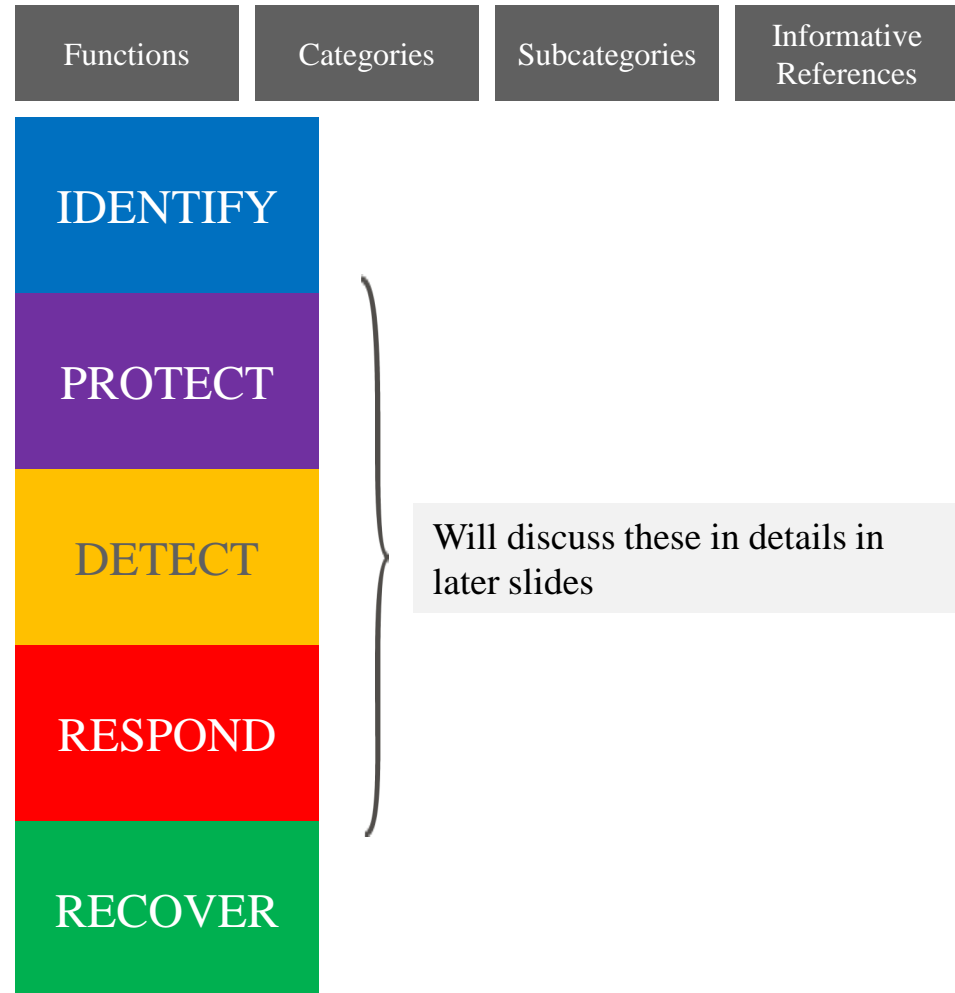 Functions
Categories
Subcategories
Informative
References
IDENTIFY
PROTECT
DETECT
Will discuss these in details in
later slides
RESPOND
RECOVER